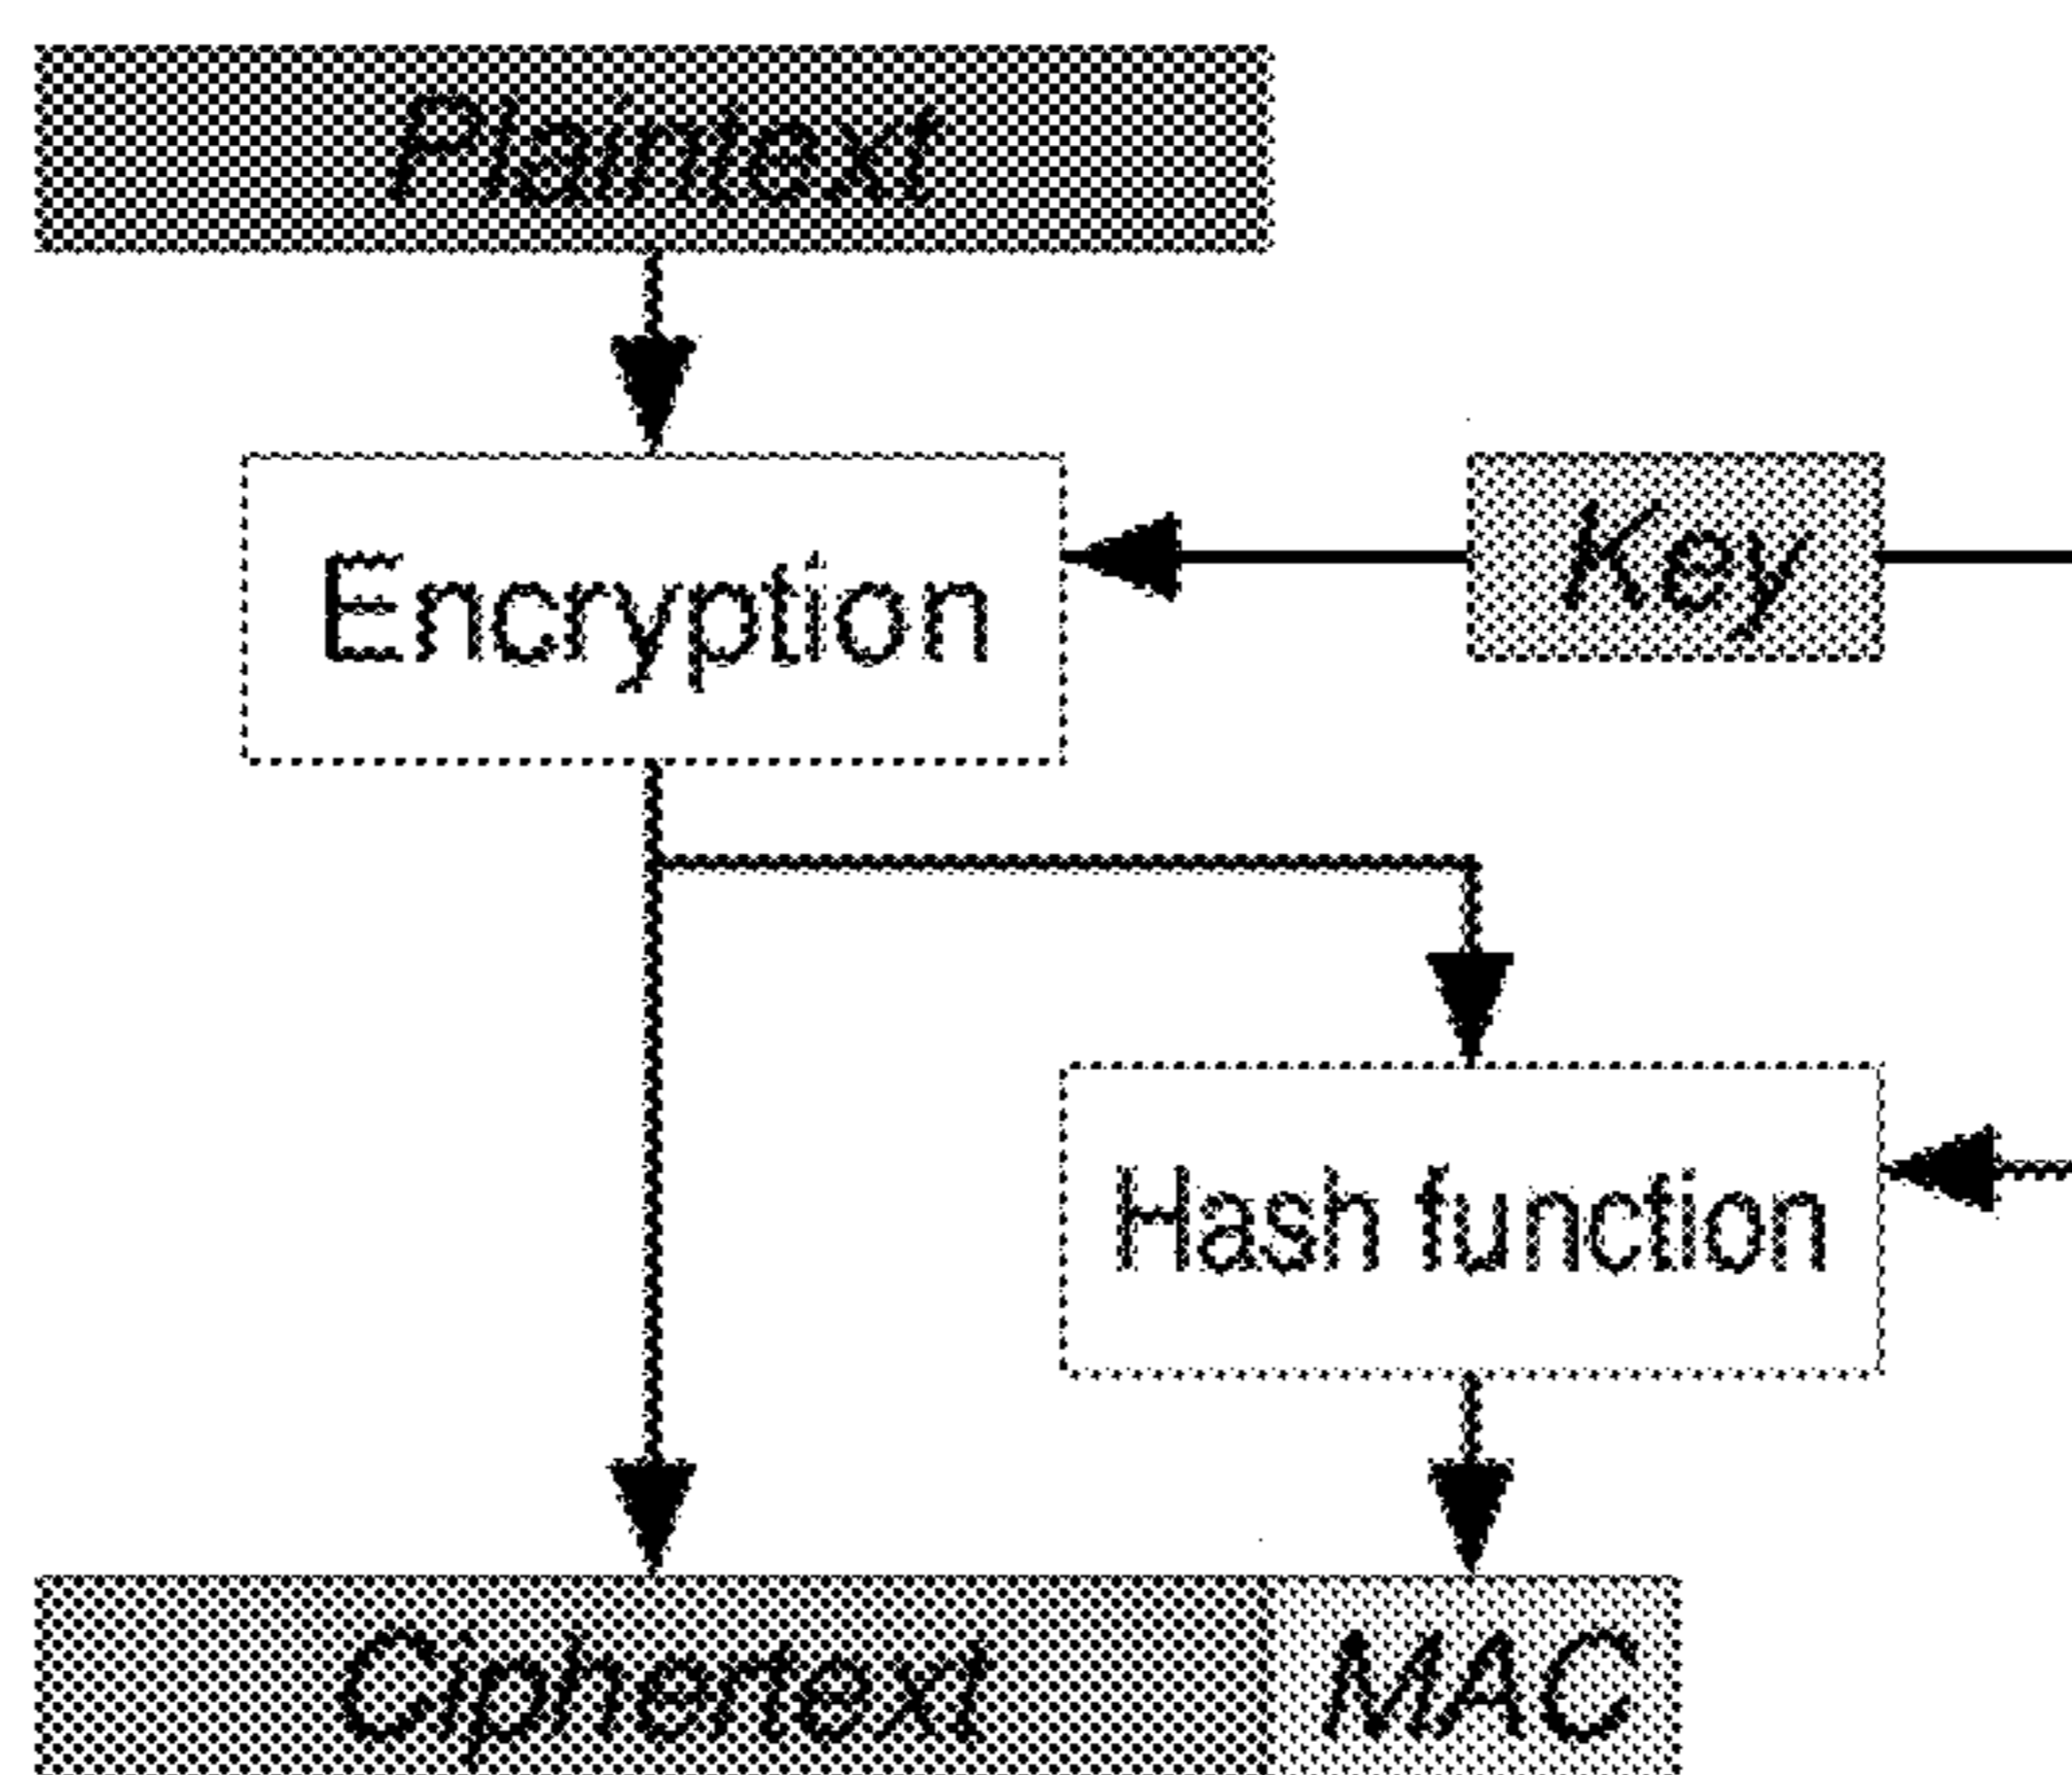 Plaintext
Encryption
Key
Hash function
Ciphertext
MAC